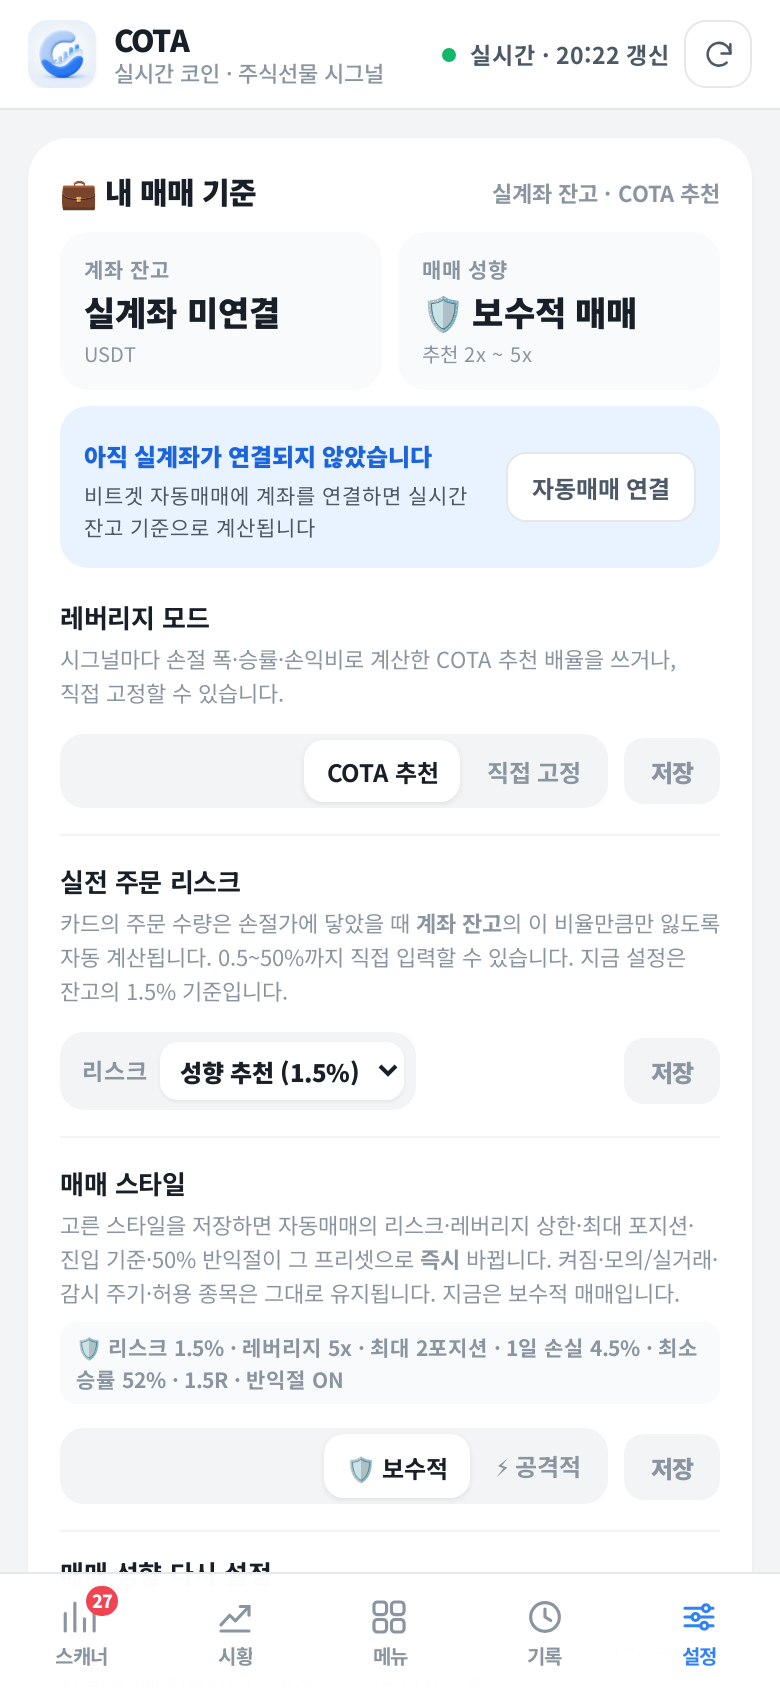 COTA
실시간 코인 · 주식선물 시그널
실시간 · 20:22 갱신
내 매매 기준
실계좌 잔고 · COTA 추천
계좌 잔고
실계좌 미연결
USDT
매매 성향
🛡️ 보수적 매매
추천 2x ~ 5x
아직 실계좌가 연결되지 않았습니다
비트겟 자동매매에 계좌를 연결하면 실시간
잔고 기준으로 계산됩니다
자동매매 연결
레버리지 모드
시그널마다 손절 폭·승률·손익비로 계산한 COTA 추천 배율을 쓰거나,
직접 고정할 수 있습니다.
COTA 추천
직접 고정
저장
실전 주문 리스크
카드의 주문 수량은 손절가에 닿았을 때 계좌 잔고의 이 비율만큼만 잃도록
자동 계산됩니다. 0.5~50%까지 직접 입력할 수 있습니다. 지금 설정은
잔고의 1.5% 기준입니다.
리스크
성향 추천 (1.5%)
저장
매매 스타일
고른 스타일을 저장하면 자동매매의 리스크·레버리지 상한·최대 포지션·
진입 기준·50% 반익절이 그 프리셋으로 즉시 바뀝니다. 켜짐·모의/실거래·
감시 주기·허용 종목은 그대로 유지됩니다. 지금은 보수적 매매입니다.
🛡️ 리스크 1.5% · 레버리지 5x · 최대 2포지션 · 1일 손실 4.5% · 최소
승률 52% · 1.5R · 반익절 ON
🛡️ 보수적
⚡ 공격적
저장
매매 성향 다시 설정
27
스캐너
시황
메뉴
기록
설정